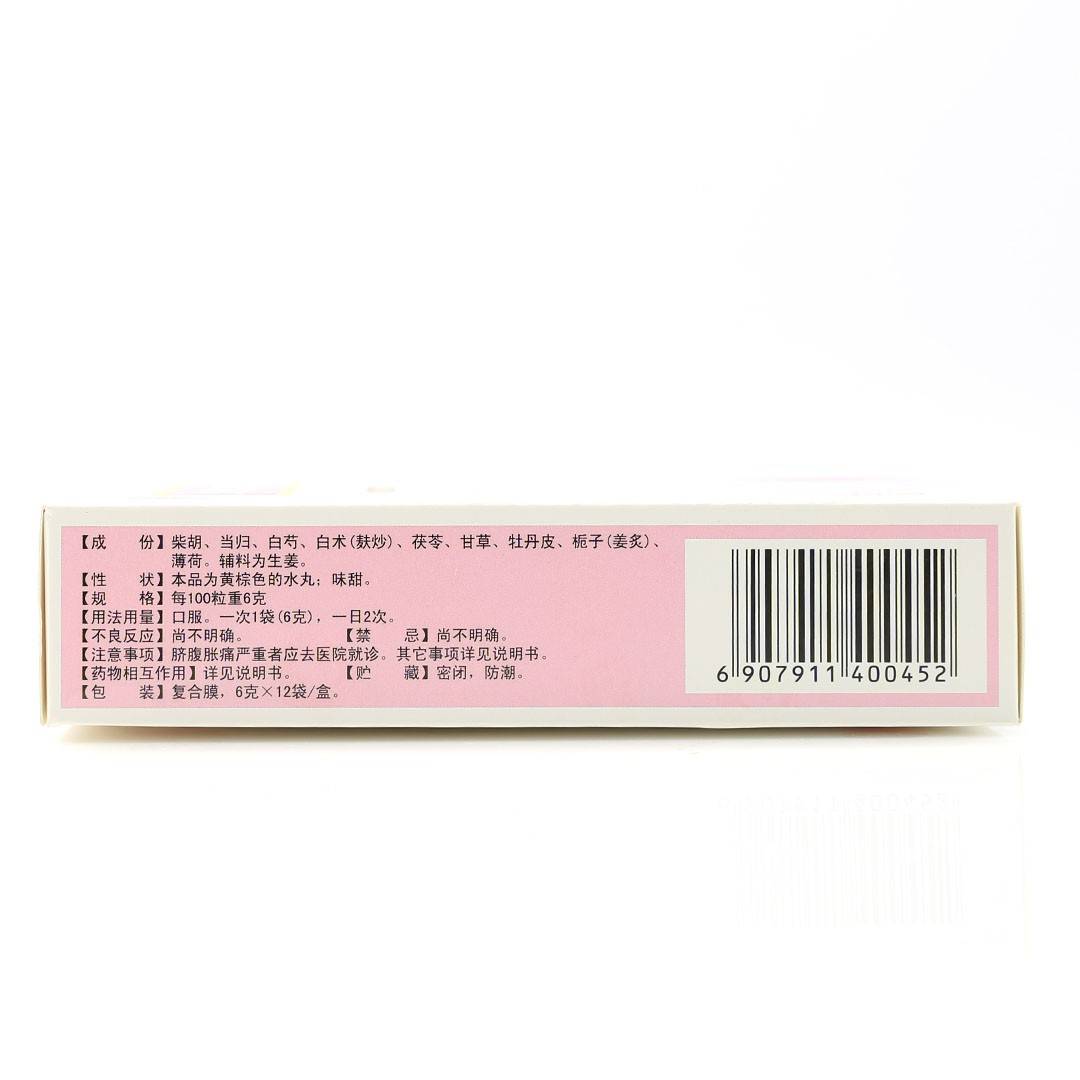 【成　份】柴胡、当归、白芍、白术(麸炒)、茯苓、甘草、牡丹皮、栀子(姜炙)、
薄荷。辅料为生姜。
【性　状】本品为黄棕色的水丸；味甜。
【规　格】每100粒重6克
【用法用量】口服。一次1袋(6克)，一日2次。
【不良反应】尚不明确。　【禁　忌】尚不明确。
【注意事项】脐腹胀痛严重者应去医院就诊。其它事项详见说明书。
【药物相互作用】详见说明书。　【贮　藏】密闭，防潮。
【包　装】复合膜，6克×12袋/盒。
6 907911 400452